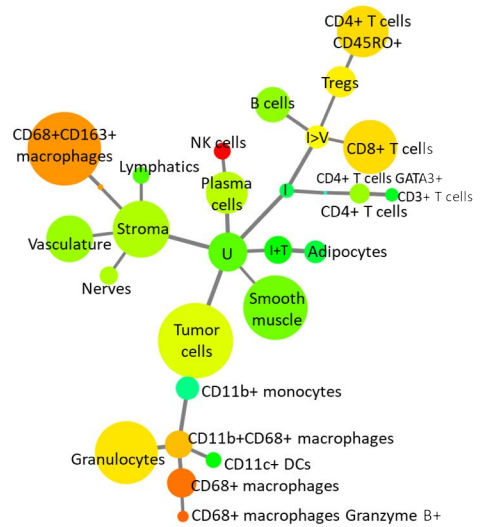 CD4+ T cells
CD45RO+
Tregs
B cells
I>V
NK cells
CD8+ T cells
CD68+CD163+
macrophages
Lymphatics
Plasma
cells
I
CD4+ T cells GATA3+
CD3+ T cells
CD4+ T cells
Stroma
Vasculature
U
I+T
Adipocytes
Nerves
Smooth
muscle
Tumor
cells
CD11b+ monocytes
CD11b+CD68+ macrophages
Granulocytes
CD11c+ DCs
CD68+ macrophages
CD68+ macrophages Granzyme B+